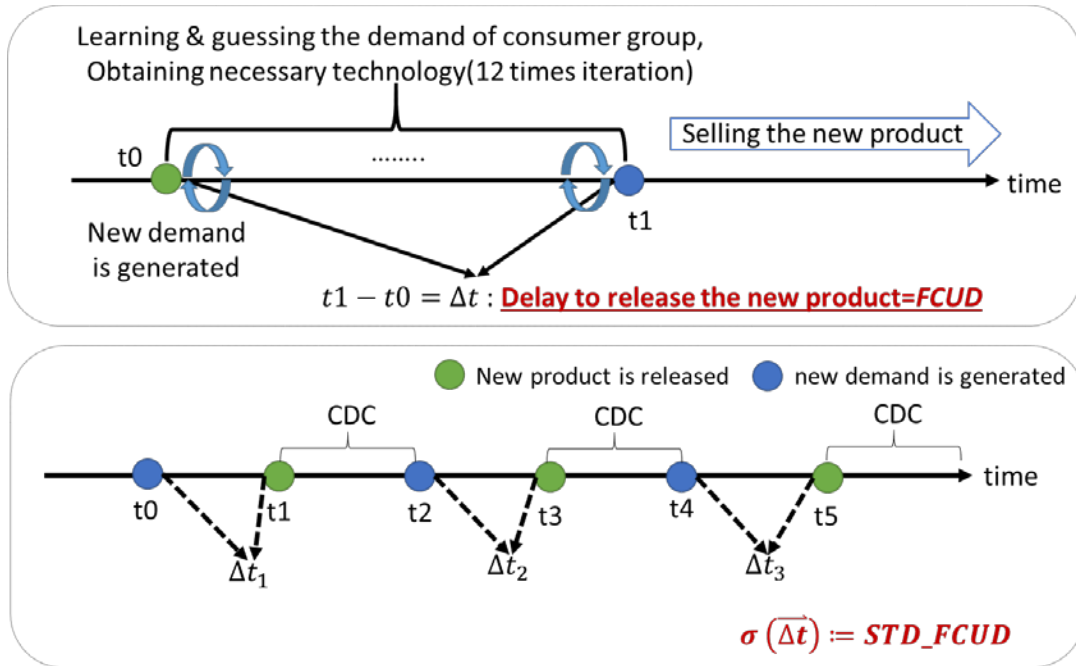 Learning & guessing the demand of consumer group,
Obtaining necessary technology(12 times iteration)
Selling the new product
t0
........
time
t1
New demand
is generated
t1 − t0 = Δt : Delay to release the new product=FCUD
New product is released
new demand is generated
CDC
CDC
CDC
time
t0
t1
t2
t3
t4
t5
Δt₁
Δt₂
Δt₃
σ (Δt⃗) := STD_FCUD